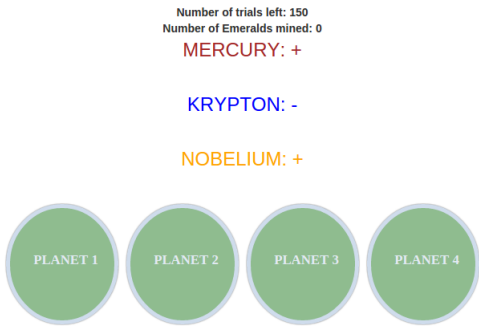 Number of trials left: 150
Number of Emeralds mined: 0
MERCURY: +
KRYPTON: -
NOBELIUM: +
PLANET 1 PLANET 2 PLANET 3 PLANET 4